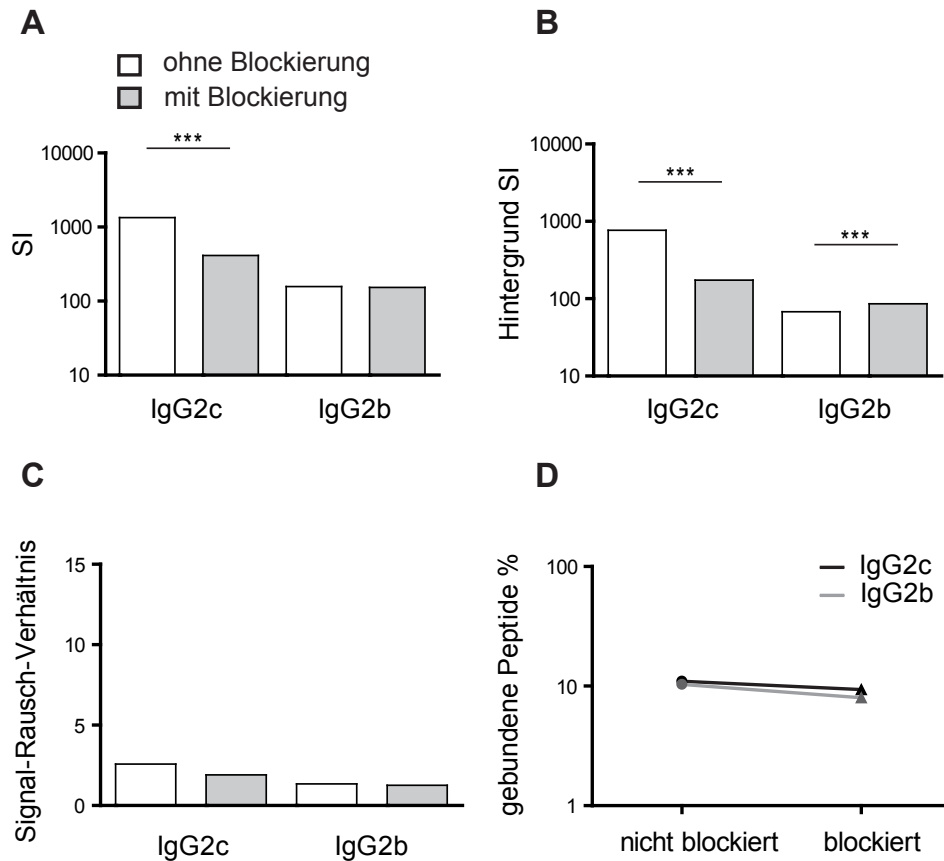 A
ohne Blockierung
mit Blockierung
***
10000
1000
100
10
SI
IgG2c IgG2b
B
***
***
10000
1000
100
10
Hintergrund SI
IgG2c IgG2b
C
15
10
5
0
Signal-Rausch-Verhältnis
IgG2c IgG2b
D
IgG2c
IgG2b
100
10
1
gebundene Peptide %
nicht blockiert blockiert